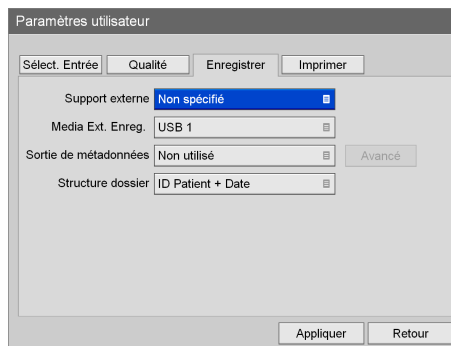 Paramètres utilisateur
Sélect. Entrée Qualité Enregistrer Imprimer
Support externe Non spécifié
Media Ext. Enreg. USB 1
Sortie de métadonnées Non utilisé Avancé
Structure dossier ID Patient + Date
Appliquer Retour